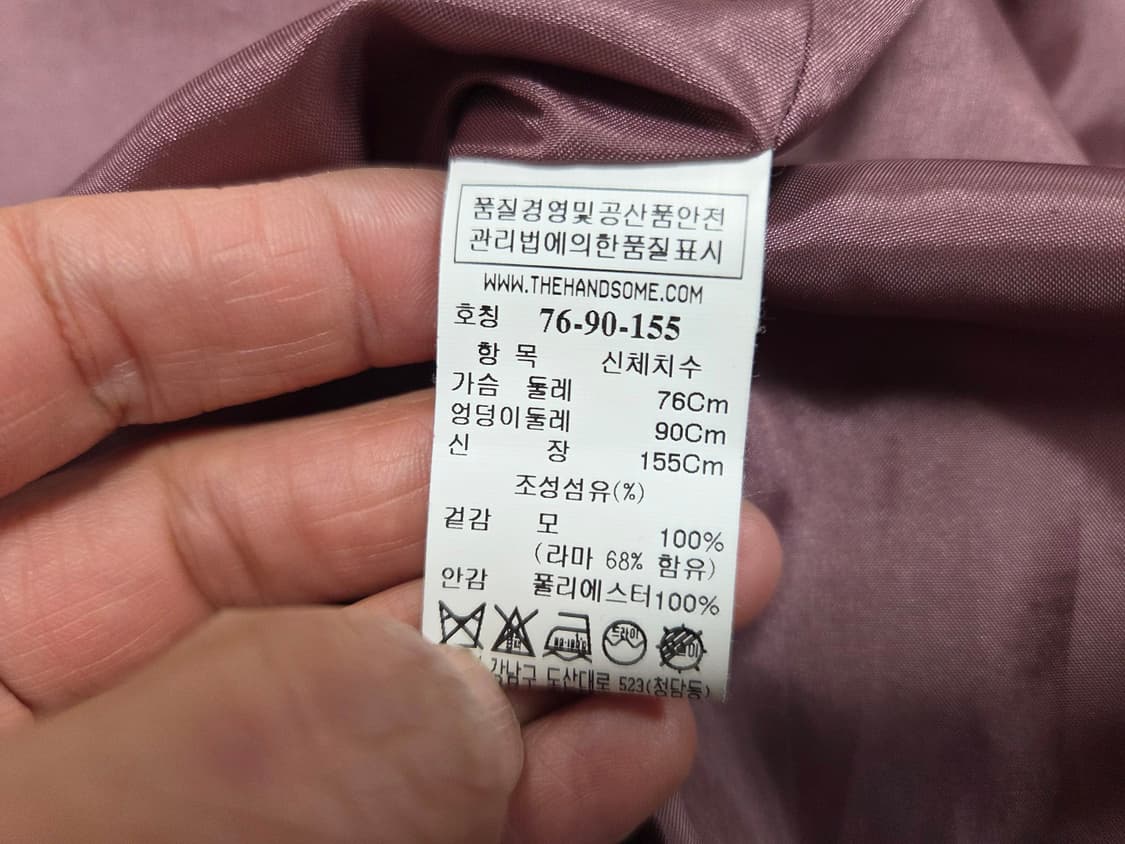 품질경영및공산품안전
관리법에의한품질표시
WWW.THEHANDSOME.COM
호칭 76-90-155
항 목 신체치수
가슴 둘레 76Cm
엉덩이둘레 90Cm
신 장 155Cm
조성섬유(%)
겉감 모 100%
(라마 68% 함유)
안감 폴리에스터100%
드라이
강남구 도산대로 523(청담동)